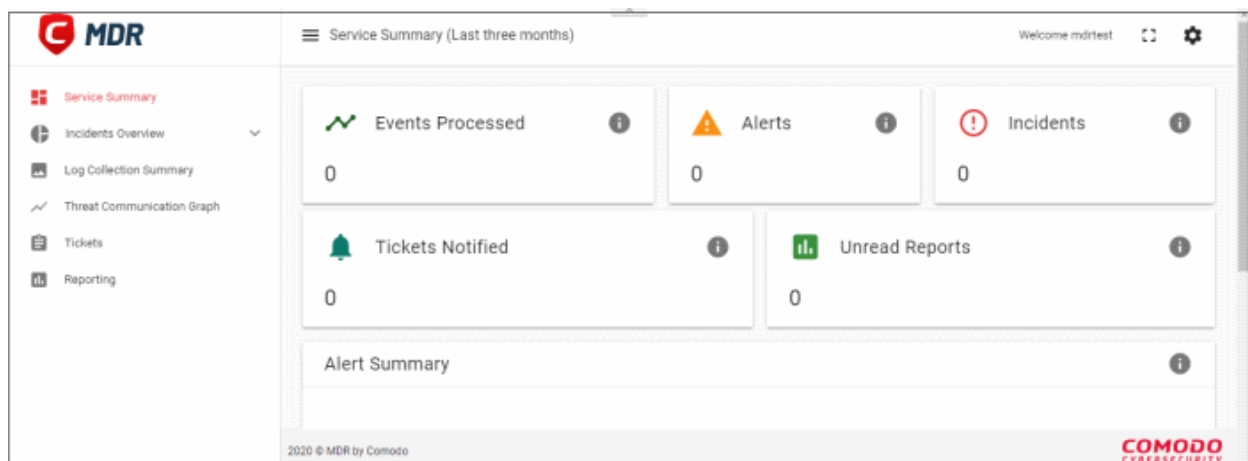 MDR
Service Summary (Last three months)
Welcome mdrtest
Service Summary
Incidents Overview
Log Collection Summary
Threat Communication Graph
Tickets
Reporting
Events Processed
0
Alerts
0
Incidents
0
Tickets Notified
0
Unread Reports
0
Alert Summary
2020 © MDR by Comodo
COMODO
CYBERSECURITY